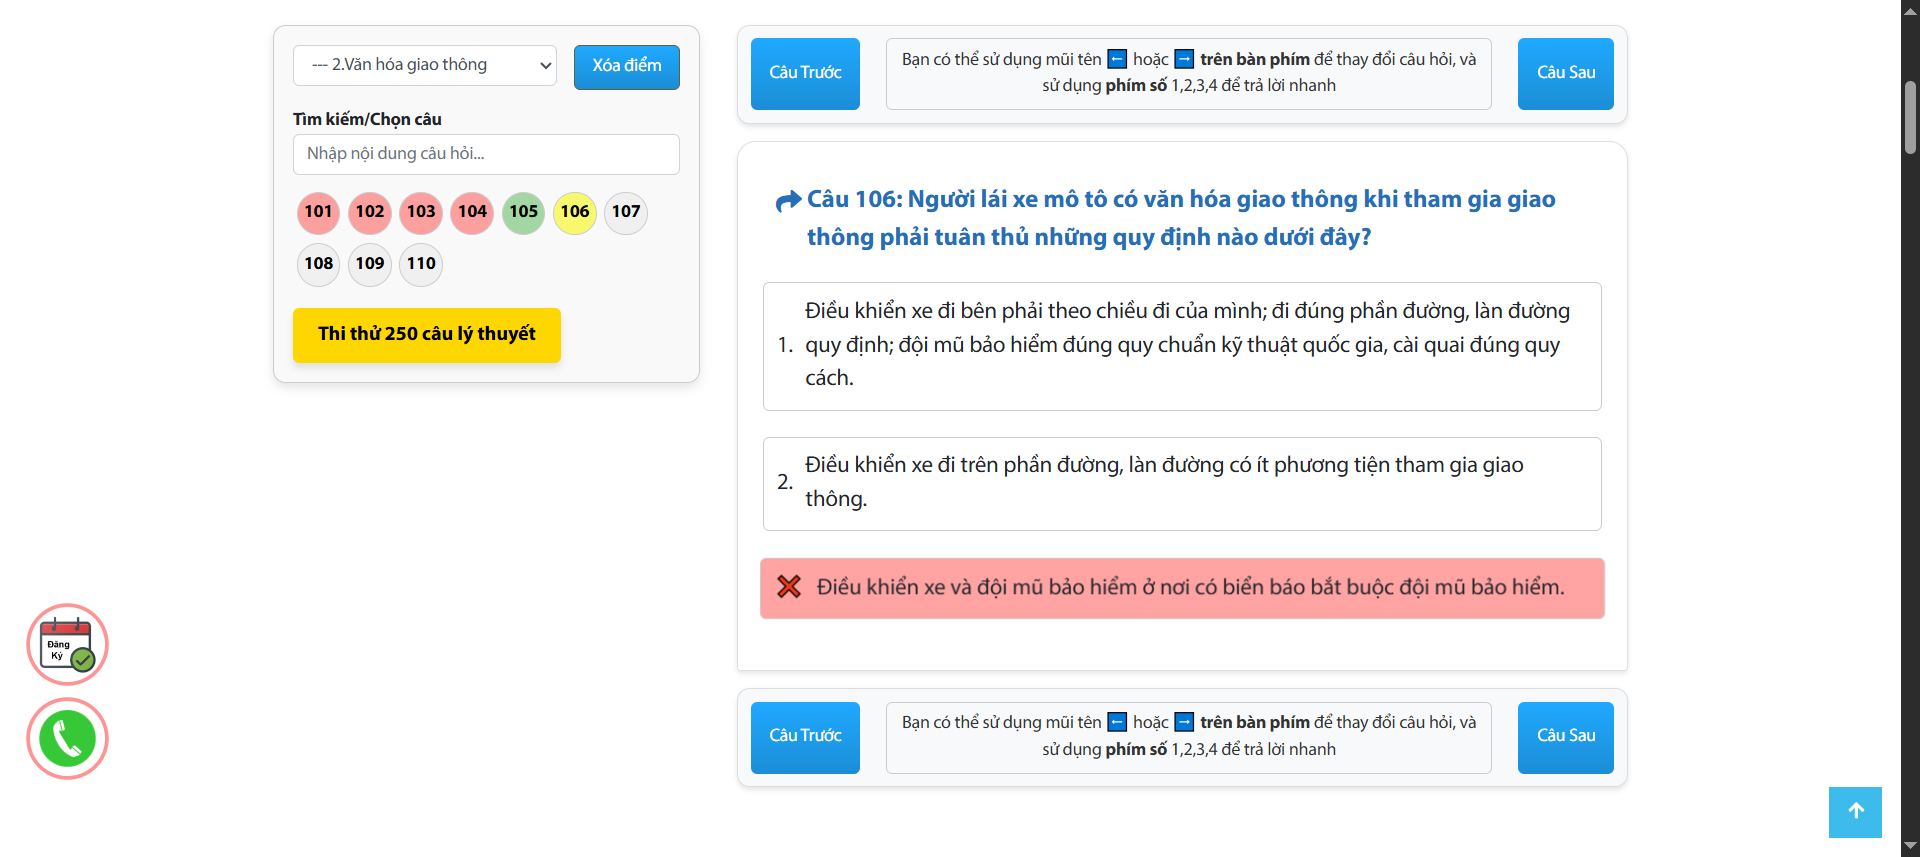 --- 2.Văn hóa giao thông
Xóa điểm
Tìm kiếm/Chọn câu
Nhập nội dung câu hỏi...
101 102 103 104 105 106 107
108 109 110
Thi thử 250 câu lý thuyết
Đăng
Ký
Câu Trước
Bạn có thể sử dụng mũi tên ← hoặc → trên bàn phím để thay đổi câu hỏi, và
sử dụng phím số 1,2,3,4 để trả lời nhanh
Câu Sau
Câu 106: Người lái xe mô tô có văn hóa giao thông khi tham gia giao
thông phải tuân thủ những quy định nào dưới đây?
Điều khiển xe đi bên phải theo chiều đi của mình; đi đúng phần đường, làn đường
1. quy định; đội mũ bảo hiểm đúng quy chuẩn kỹ thuật quốc gia, cài quai đúng quy
cách.
2. Điều khiển xe đi trên phần đường, làn đường có ít phương tiện tham gia giao
thông.
❌ Điều khiển xe và đội mũ bảo hiểm ở nơi có biển báo bắt buộc đội mũ bảo hiểm.
Câu Trước
Bạn có thể sử dụng mũi tên ← hoặc → trên bàn phím để thay đổi câu hỏi, và
sử dụng phím số 1,2,3,4 để trả lời nhanh
Câu Sau